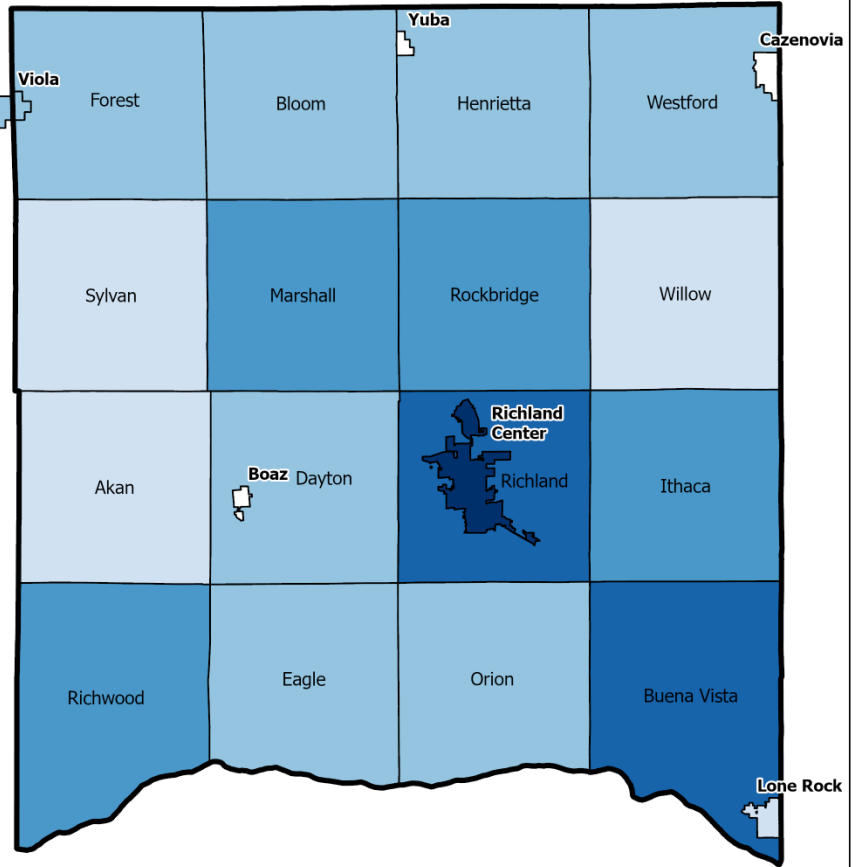 Yuba
Cazenovia
Viola
Forest
Bloom
Henrietta
Westford
Sylvan
Marshall
Rockbridge
Willow
Richland
Center
Boaz
Dayton
Richland
Akan
Ithaca
Eagle
Orion
Richwood
Buena Vista
Lone Rock